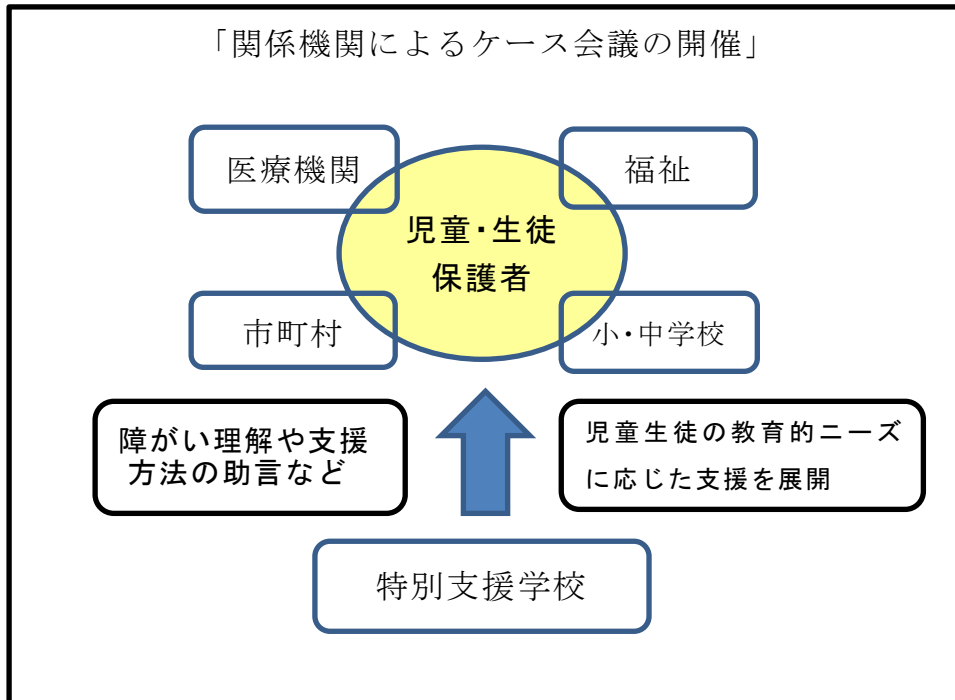 「関係機関によるケース会議の開催」
医療機関
福祉
児童・生徒
保護者
市町村
小・中学校
障がい理解や支援
方法の助言など
児童生徒の教育的ニーズ
に応じた支援を展開
特別支援学校